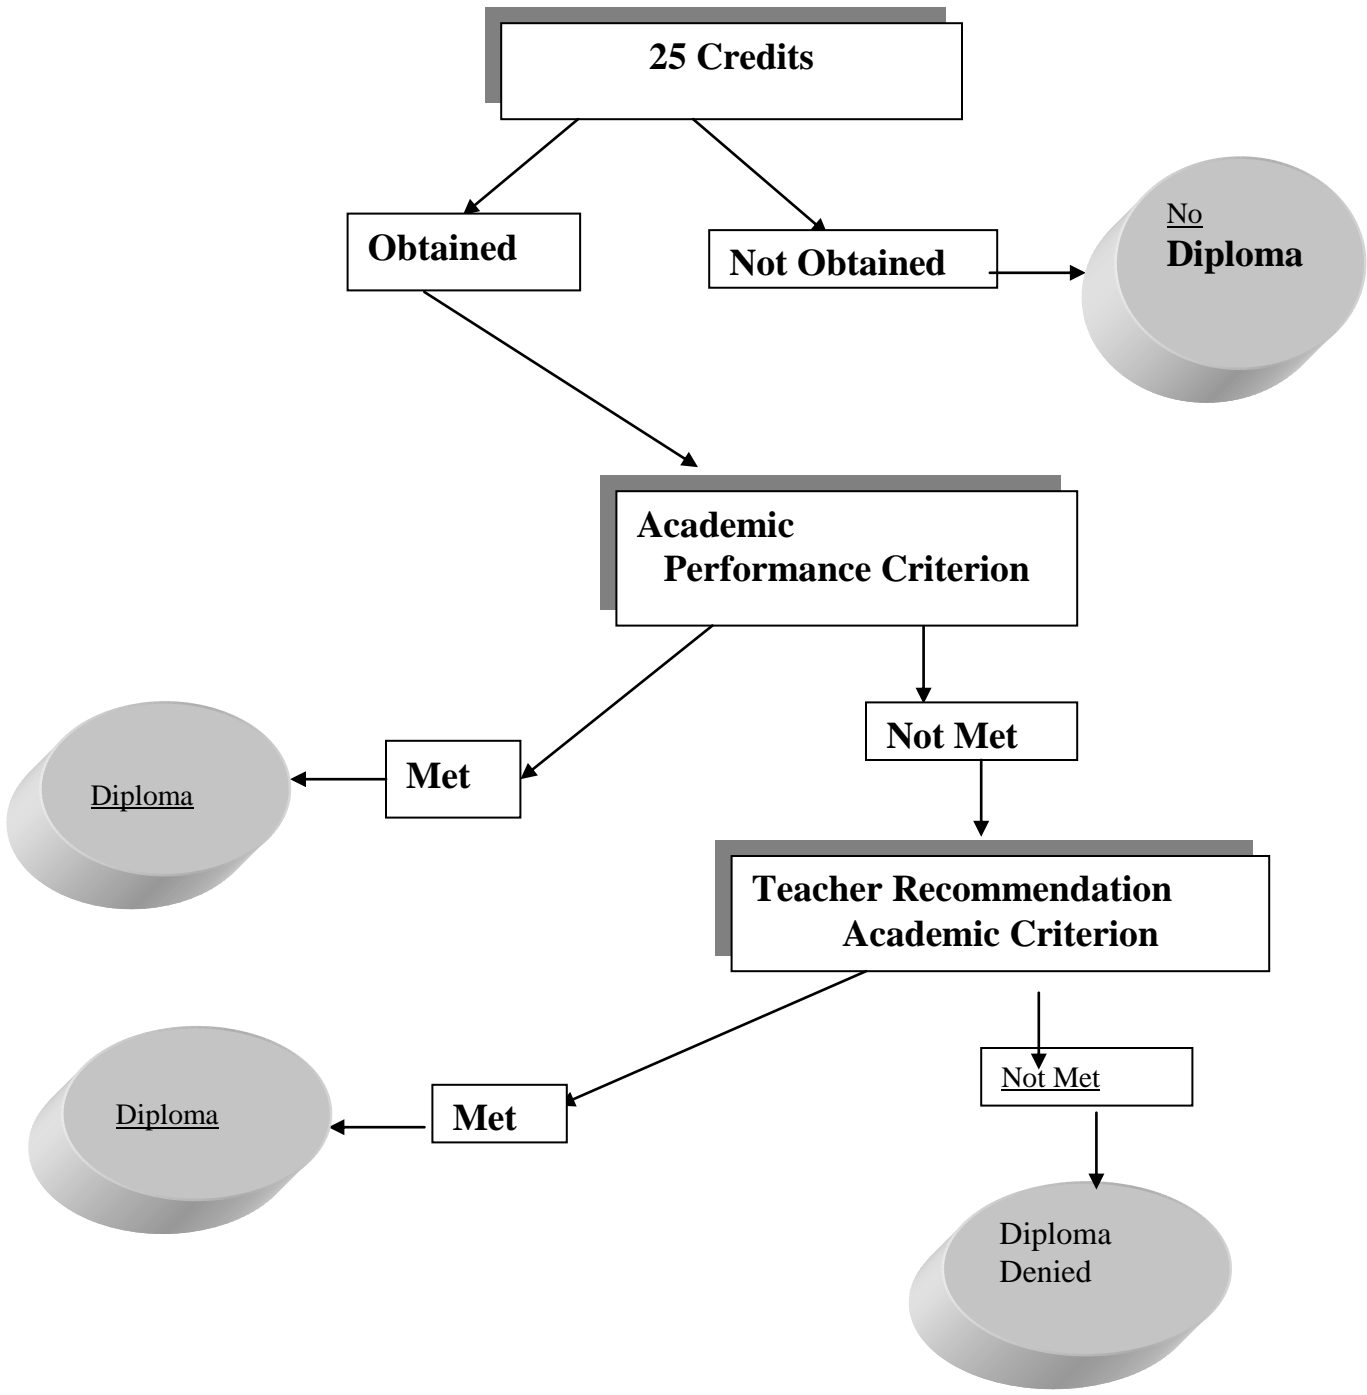 25 Credits
Obtained
Not Obtained
No
Diploma
Academic
Performance Criterion
Not Met
Met
Diploma
Teacher Recommendation
Academic Criterion
Not Met
Met
Diploma
Diploma
Denied